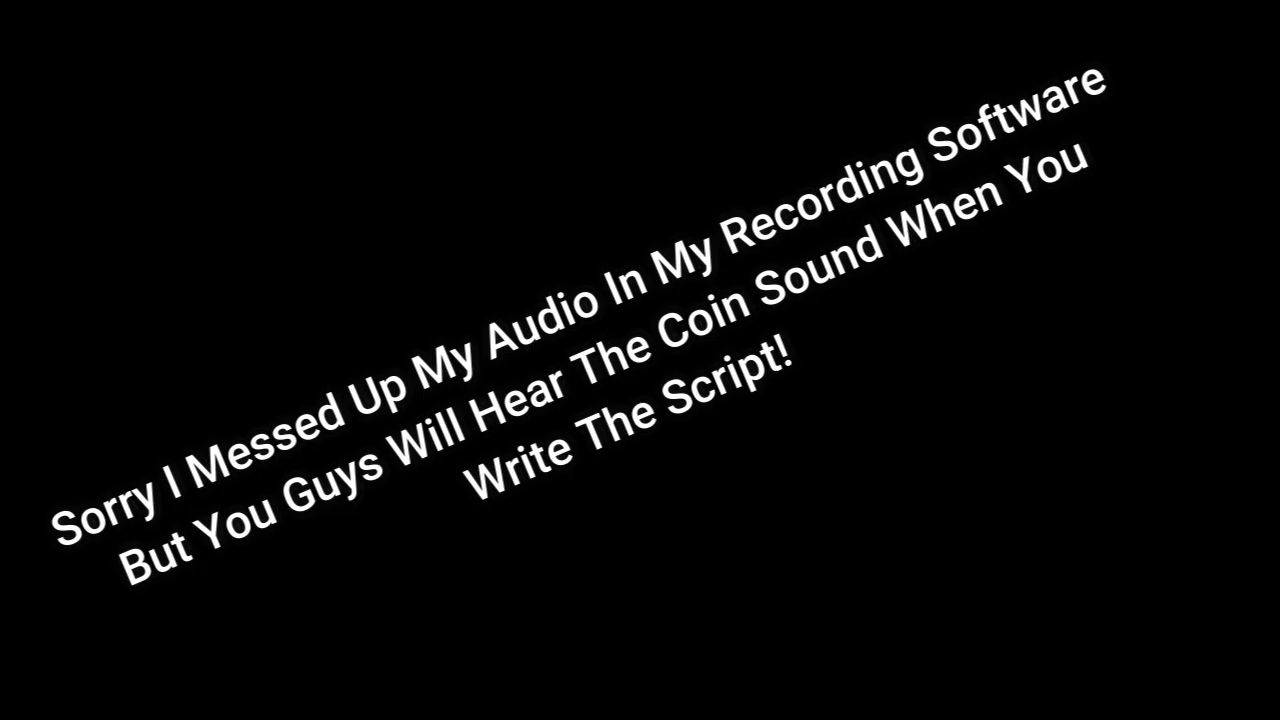 Sorry I Messed Up My Audio In My Recording Software
But You Guys Will Hear The Coin Sound When You
Write The Script!